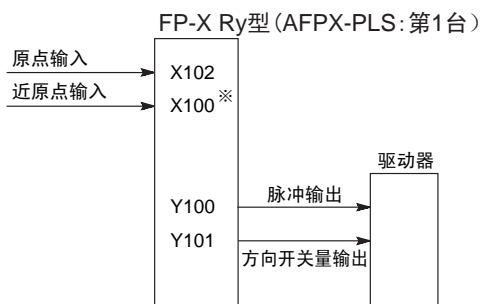 FP-X Ry型（AFPX-PLS：第1台）
原点输入
X102
近原点输入
X100※
驱动器
Y100
脉冲输出
Y101
方向开关量输出